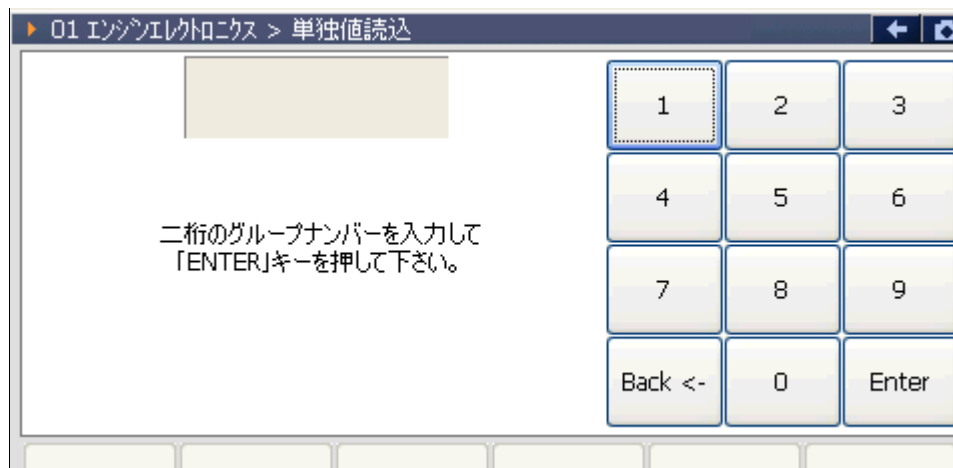 01 ｴﾝｼﾞﾝｴﾚｸﾄﾛﾆｸｽ > 単独値読込
1 2 3
4 5 6
二桁のグループナンバーを入力して
「ENTER」キーを押して下さい。
7 8 9
Back <- 0 Enter